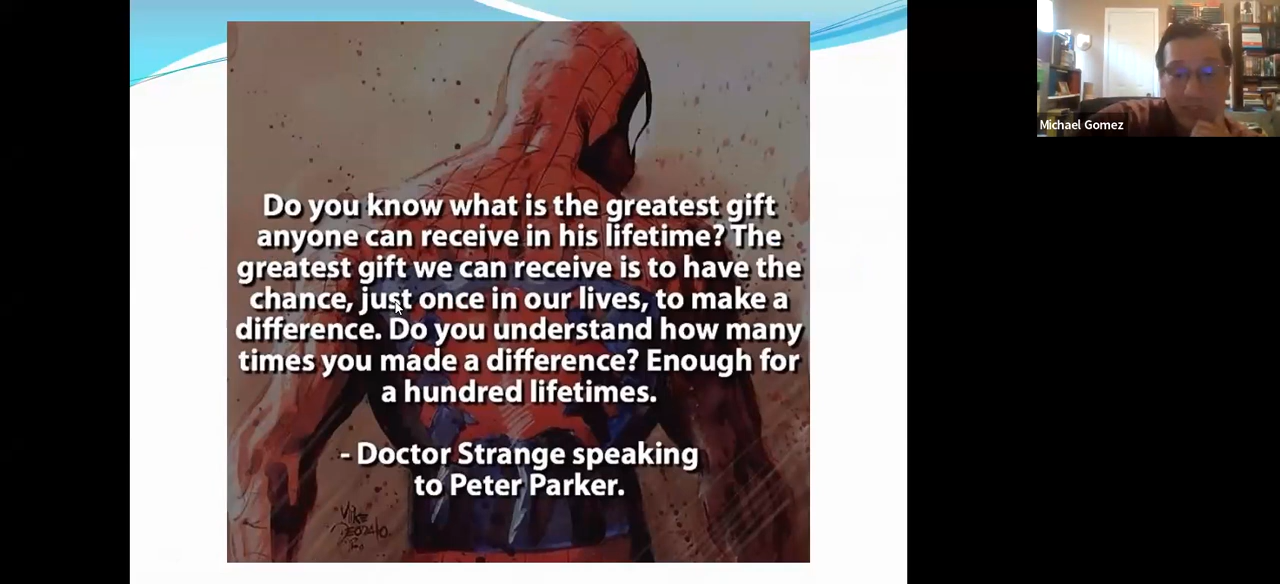 Do you know what is the greatest gift
anyone can receive in his lifetime? The
greatest gift we can receive is to have the
chance, just once in our lives, to make a
difference. Do you understand how many
times you made a difference? Enough for
a hundred lifetimes.
- Doctor Strange speaking
to Peter Parker.
Michael Gomez